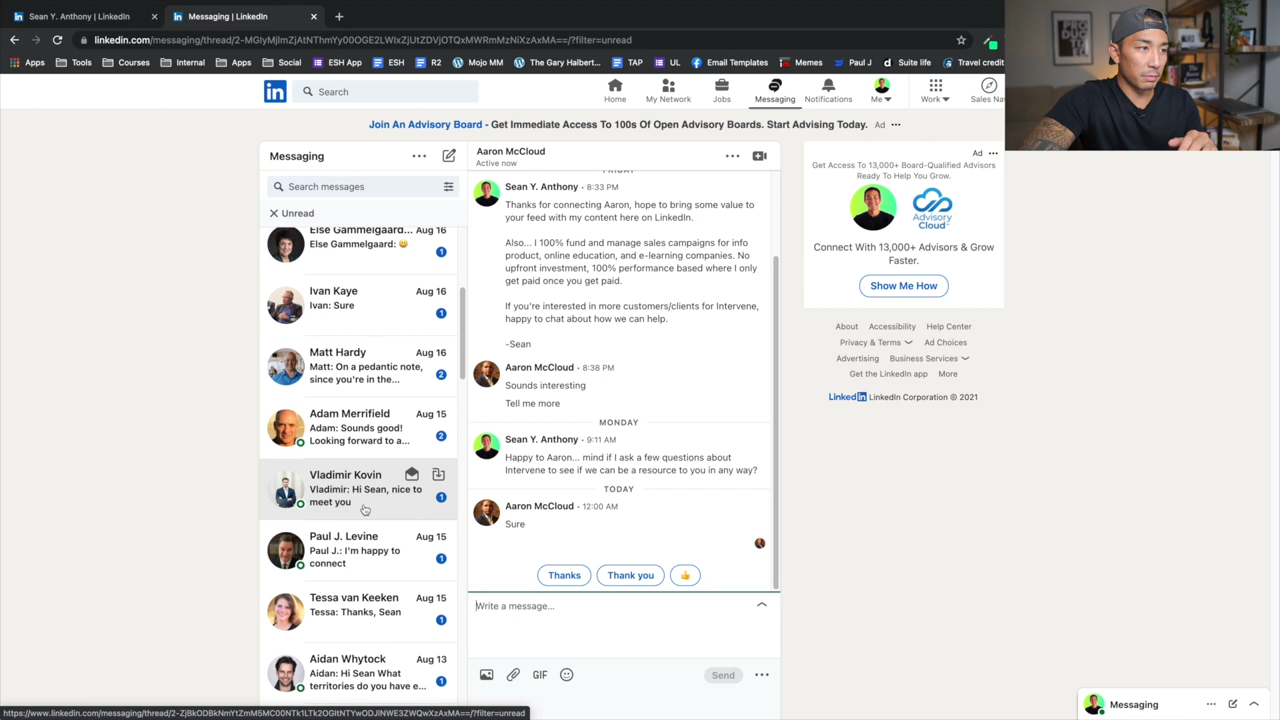 Sean Y. Anthony | LinkedIn
Messaging | LinkedIn
linkedin.com/messaging/thread/2-MGIyMjImZjAtNThmYy00OGE2LWIxZjUtZDVjOTQxMWRmMzNiXzAxMA==/?filter=unread
Apps
Tools
Courses
Internal
Apps
Social
ESH App
ESH
R2
Mojo MM
The Gary Halber...
TAP
UL
Email Templates
Memes
Paul J
Suite life
Travel credit
Search
Home
My Network
Jobs
Messaging
Notifications
Me
Work
Sales Na
Join An Advisory Board - Get Immediate Access To 100s Of Open Advisory Boards. Start Advising Today. Ad
Messaging
Search messages
Unread
Else Gammelgaard... Aug 16
Else Gammelgaard: 😀
1
Ivan Kaye Aug 16
Ivan: Sure
1
Matt Hardy Aug 16
Matt: On a pedantic note,
since you're in the...
2
Adam Merrifield Aug 15
Adam: Sounds good!
Looking forward to a...
2
Vladimir Kovin
Vladimir: Hi Sean, nice to
meet you
1
Paul J. Levine Aug 15
Paul J.: I'm happy to
connect
1
Tessa van Keeken Aug 15
Tessa: Thanks, Sean
1
Aidan Whytock Aug 13
Aidan: Hi Sean What
territories do you have e...
1
Aaron McCloud
Active now
FRIDAY
Sean Y. Anthony • 8:33 PM
Thanks for connecting Aaron, hope to bring some value to
your feed with my content here on LinkedIn.
Also... I 100% fund and manage sales campaigns for info
product, online education, and e-learning companies. No
upfront investment, 100% performance based where I only
get paid once you get paid.
If you're interested in more customers/clients for Intervene,
happy to chat about how we can help.
-Sean
Aaron McCloud • 8:38 PM
Sounds interesting
Tell me more
MONDAY
Sean Y. Anthony • 9:11 AM
Happy to Aaron... mind if I ask a few questions about
Intervene to see if we can be a resource to you in any way?
TODAY
Aaron McCloud • 12:00 AM
Sure
Thanks
Thank you
👍
Write a message...
GIF
Send
Ad
Get Access To 13,000+ Board-Qualified Advisors
Ready To Help You Grow.
Advisory
Cloud
Connect With 13,000+ Advisors & Grow
Faster.
Show Me How
About
Accessibility
Help Center
Privacy & Terms
Ad Choices
Advertising
Business Services
Get the LinkedIn app
More
LinkedIn LinkedIn Corporation © 2021
Messaging